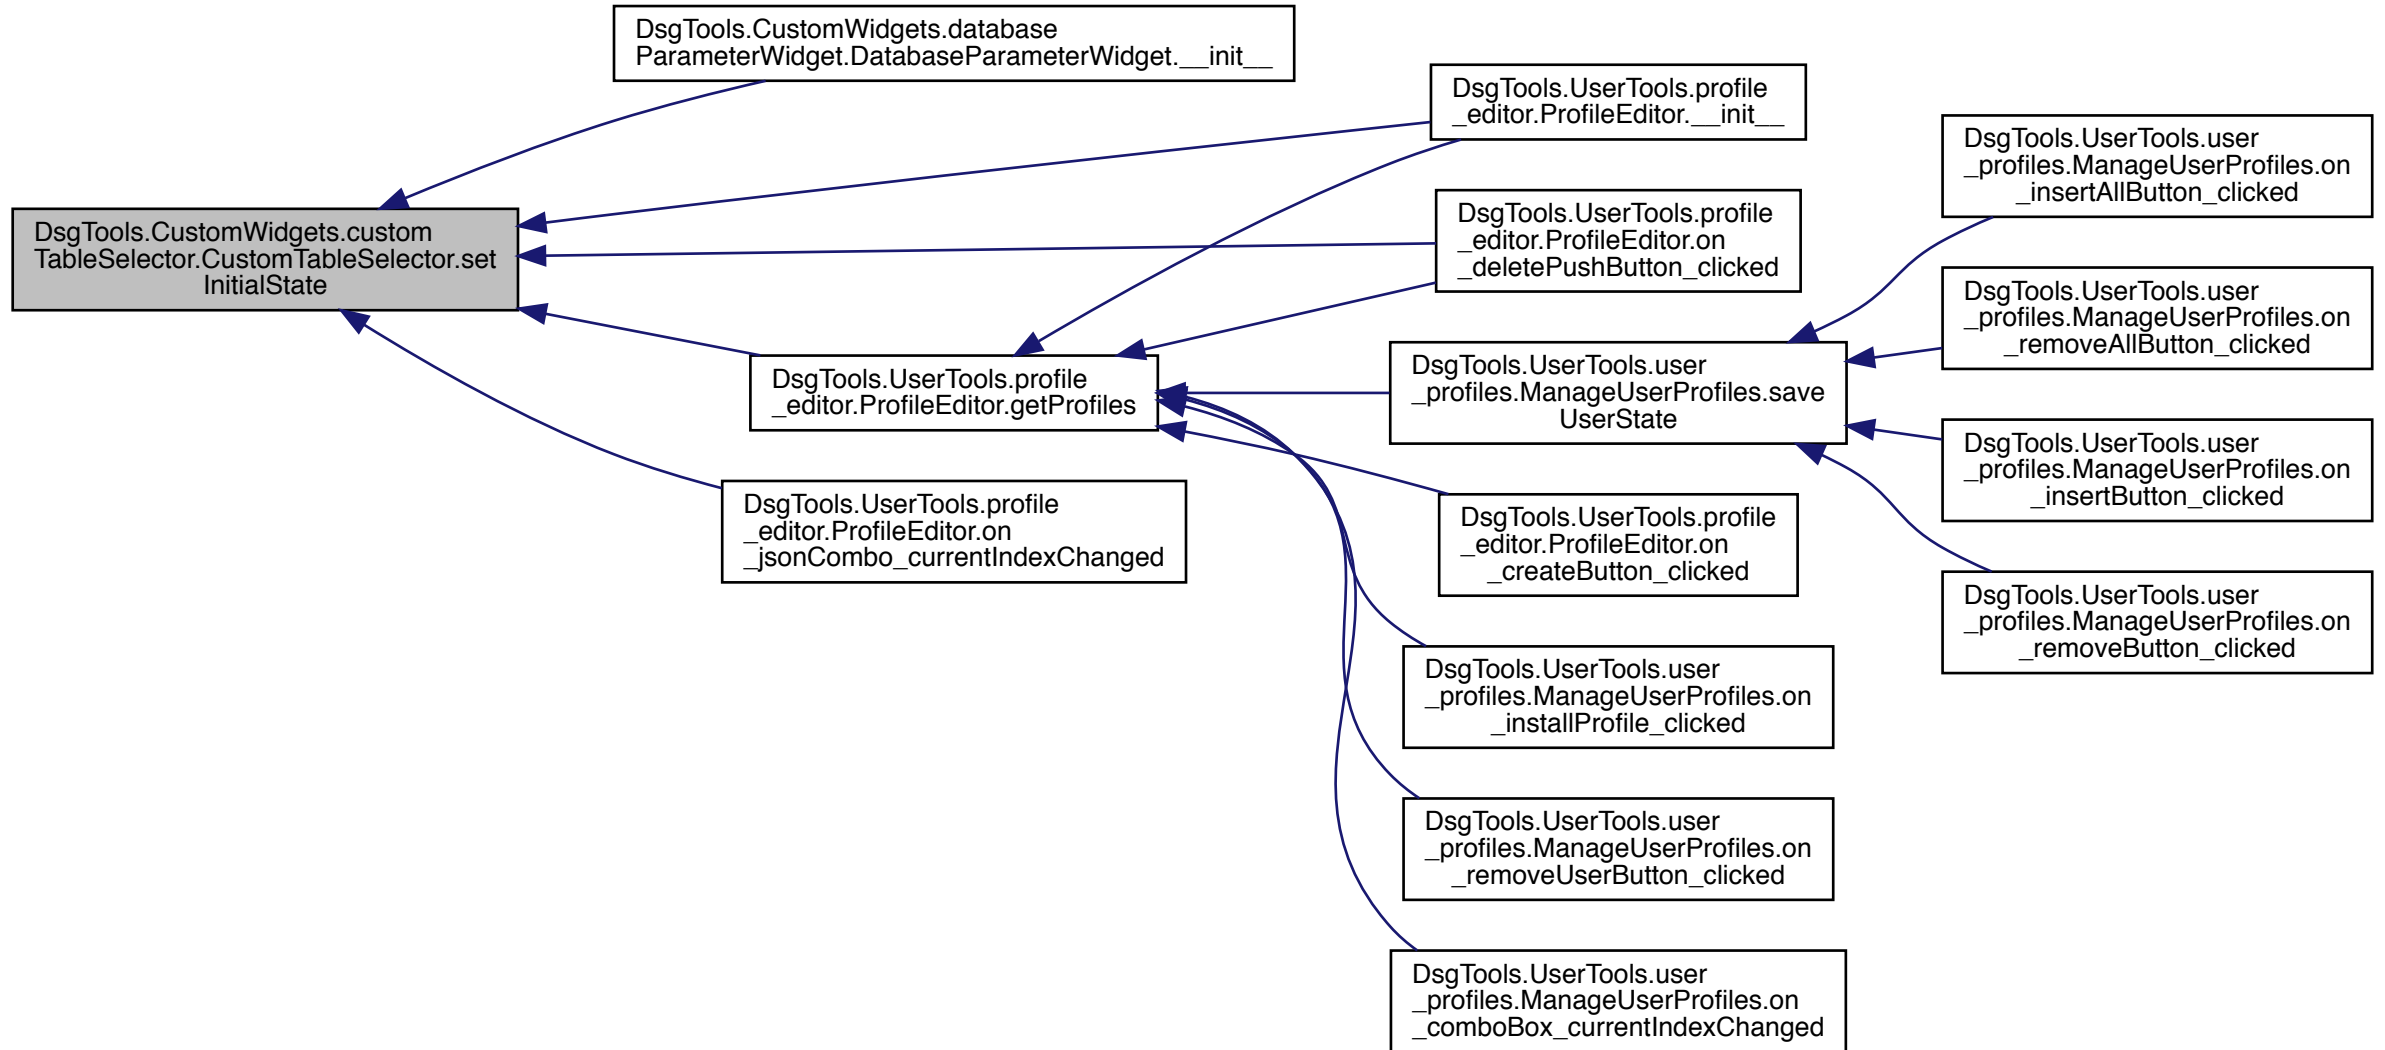 DsgTools.CustomWidgets.database
ParameterWidget.DatabaseParameterWidget.__init__
DsgTools.UserTools.profile
_editor.ProfileEditor.__init__
DsgTools.UserTools.user
_profiles.ManageUserProfiles.on
_insertAllButton_clicked
DsgTools.CustomWidgets.custom
TableSelector.CustomTableSelector.set
InitialState
DsgTools.UserTools.profile
_editor.ProfileEditor.on
_deletePushButton_clicked
DsgTools.UserTools.user
_profiles.ManageUserProfiles.on
_removeAllButton_clicked
DsgTools.UserTools.profile
_editor.ProfileEditor.getProfiles
DsgTools.UserTools.user
_profiles.ManageUserProfiles.save
UserState
DsgTools.UserTools.user
_profiles.ManageUserProfiles.on
_insertButton_clicked
DsgTools.UserTools.profile
_editor.ProfileEditor.on
_jsonCombo_currentIndexChanged
DsgTools.UserTools.profile
_editor.ProfileEditor.on
_createButton_clicked
DsgTools.UserTools.user
_profiles.ManageUserProfiles.on
_removeButton_clicked
DsgTools.UserTools.user
_profiles.ManageUserProfiles.on
_installProfile_clicked
DsgTools.UserTools.user
_profiles.ManageUserProfiles.on
_removeUserButton_clicked
DsgTools.UserTools.user
_profiles.ManageUserProfiles.on
_comboBox_currentIndexChanged